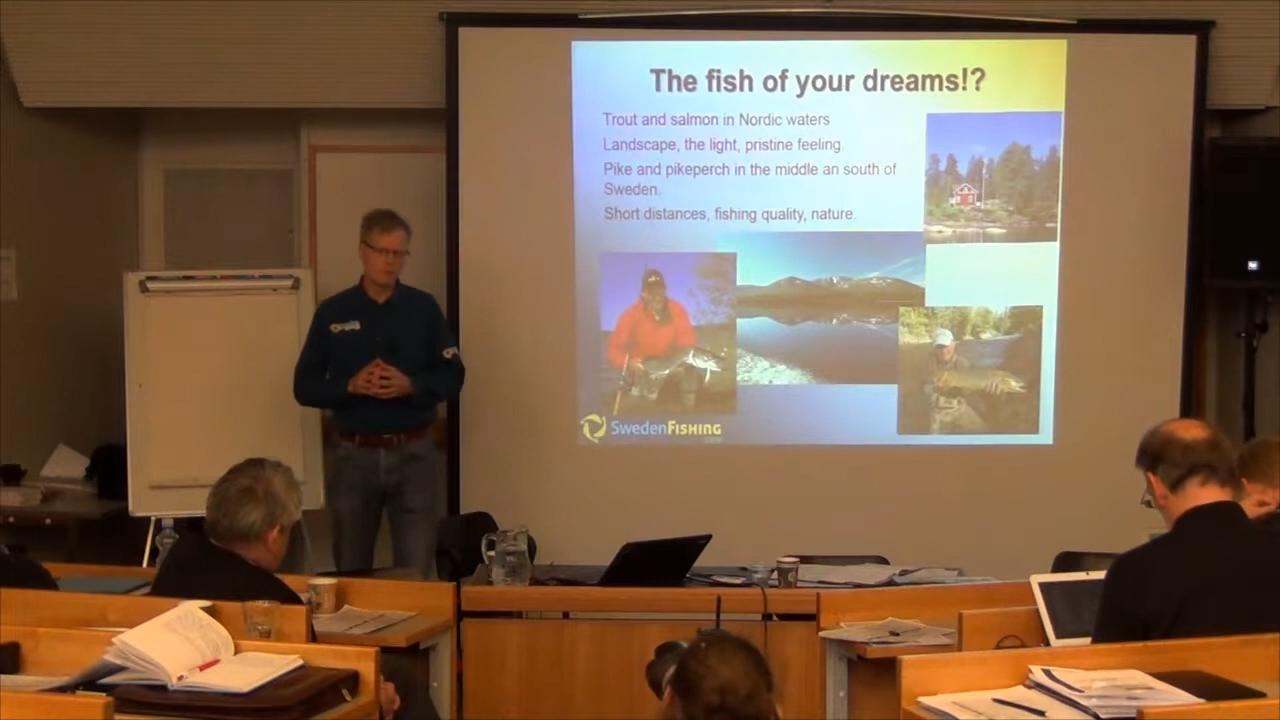 The fish of your dreams!?
Trout and salmon in Nordic waters
Landscape, the light, pristine feeling.
Pike and pikeperch in the middle an south of
Sweden.
Short distances, fishing quality, nature.
SWEDENFISHING